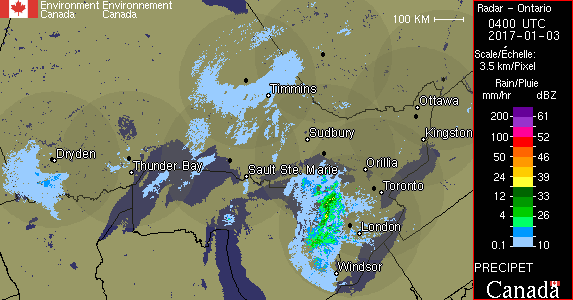 Environment Environnement
Canada Canada
100 KM
Timmins
Ottawa
Sudbury
Kingston
Dryden
Thunder Bay
Sault Ste. Marie
Orillia
Toronto
London
Windsor
Radar - Ontario
0400 UTC
2017-01-03
Scale/Échelle:
3.5 km/Pixel
Rain/Pluie
mm/hr dBZ
200 61
100 52
50 46
24 39
12 33
4 26
0.1 10
PRECIPET
Canada